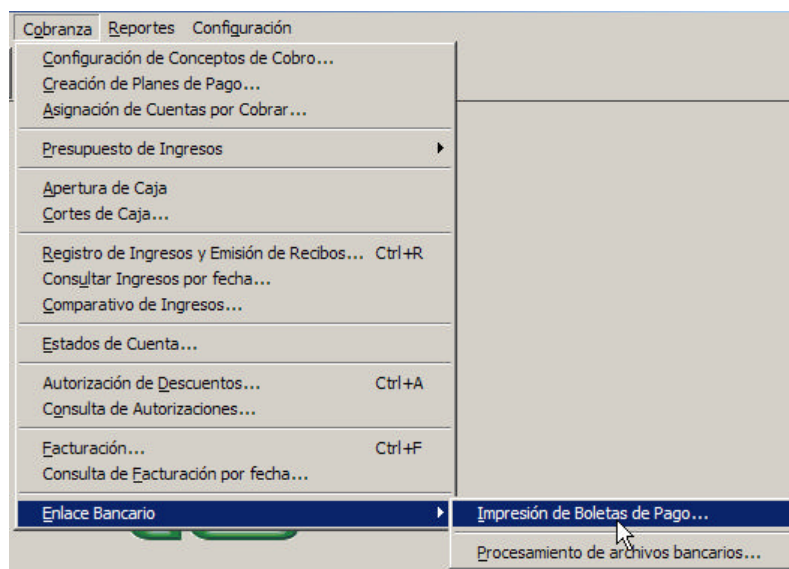 Cobranza Reportes Configuración
Configuración de Conceptos de Cobro...
Creación de Planes de Pago...
Asignación de Cuentas por Cobrar...
Presupuesto de Ingresos
Apertura de Caja
Cortes de Caja...
Registro de Ingresos y Emisión de Recibos... Ctrl+R
Consultar Ingresos por fecha...
Comparativo de Ingresos...
Estados de Cuenta...
Autorización de Descuentos... Ctrl+A
Consulta de Autorizaciones...
Facturación... Ctrl+F
Consulta de Facturación por fecha...
Enlace Bancario Impresión de Boletas de Pago...
Procesamiento de archivos bancarios...